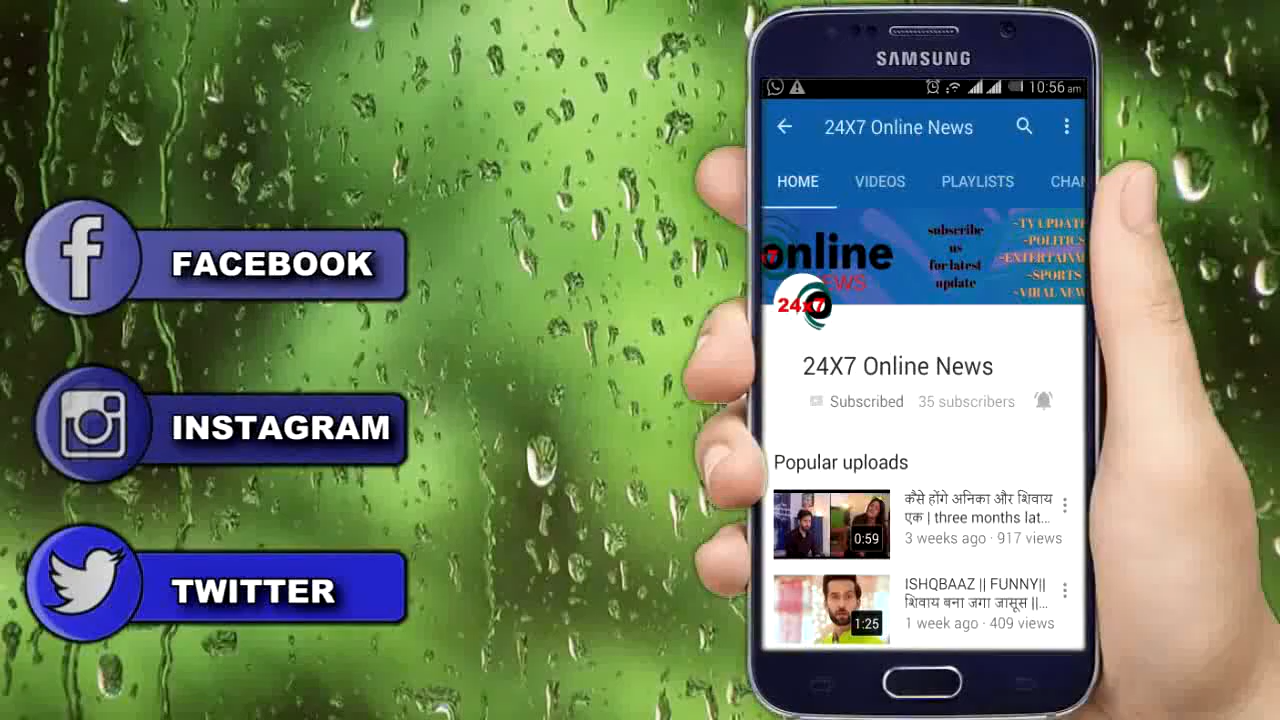 FACEBOOK
INSTAGRAM
TWITTER
SAMSUNG
10:56 am
24X7 Online News
HOME VIDEOS PLAYLISTS CHAN
online
NEWS
subscribe
us
for latest
update
~TV UPDATE
~POLITICS
~ENTERTAINM
~SPORTS
~VIRAL NEW
24x7
24X7 Online News
Subscribed 35 subscribers
Popular uploads
0:59
कैसे होंगे अनिका और शिवाय
एक | three months lat...
3 weeks ago · 917 views
1:25
ISHQBAAZ || FUNNY||
शिवाय बना जगा जासूस ||...
1 week ago · 409 views